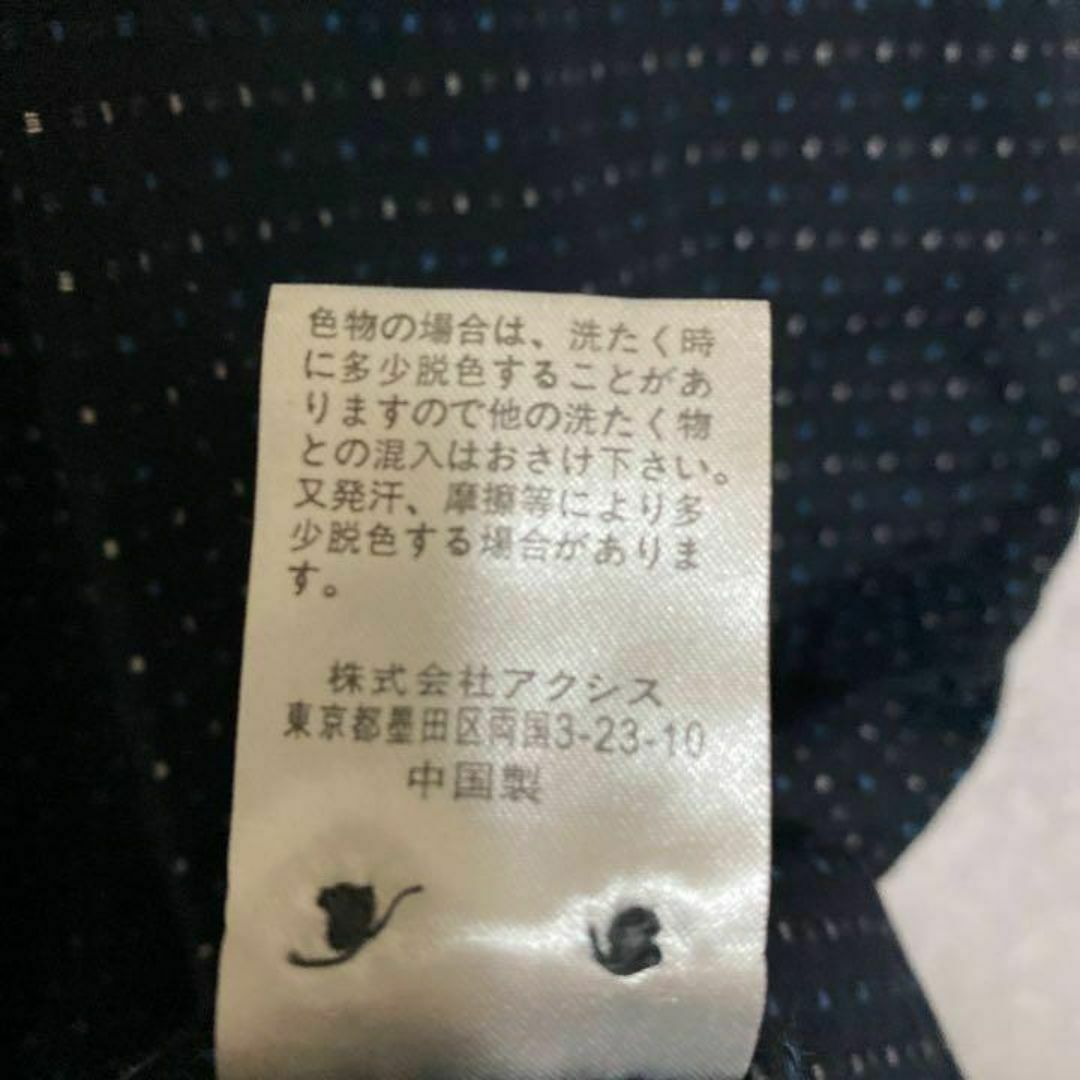 色物の場合は、洗たく時
に多少脱色することがあ
りますので他の洗たく物
との混入はおさけ下さい。
又発汗、摩擦等により多
少脱色する場合がありま
す。
株式会社アクシス
東京都墨田区両国3-23-10
中国製